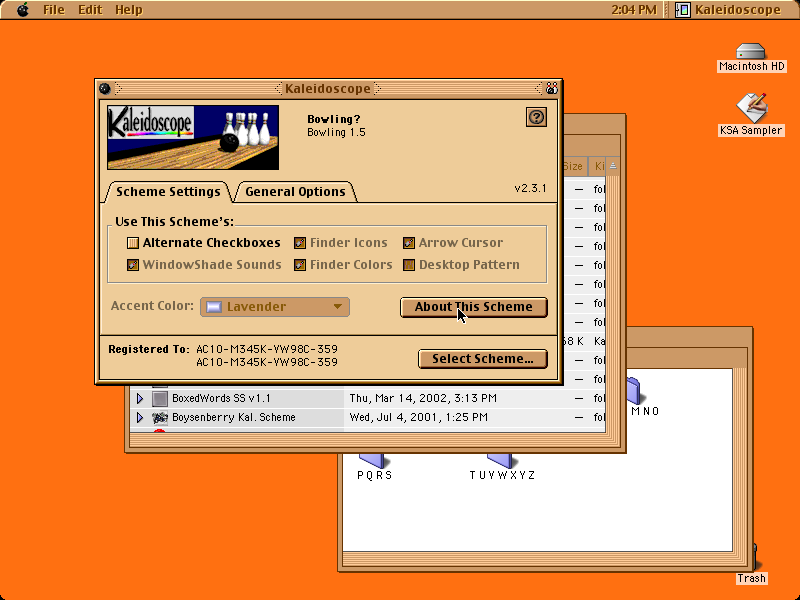 File Edit Help 2:04 PM Kaleidoscope
Macintosh HD
KSA Sampler
Kaleidoscope
Kaleidoscope
Bowling?
Bowling 1.5
?
Scheme Settings General Options v2.3.1
Use This Scheme's:
Alternate Checkboxes Finder Icons Arrow Cursor
WindowShade Sounds Finder Colors Desktop Pattern
Accent Color: Lavender About This Scheme
Registered To: AC10-M345K-VW98C-359
AC10-M345K-VW98C-359
Select Scheme...
Size Ki
— fol
— fol
— fol
— fol
— fol
— fol
— fol
— fol
68 K Ka
— fol
— fol
BoxedWords SS v1.1 Thu, Mar 14, 2002, 3:13 PM — fol
Boysenberry Kal. Scheme Wed, Jul 4, 2001, 1:25 PM — fol
M N O
P Q R S T U V W X Y Z
Trash